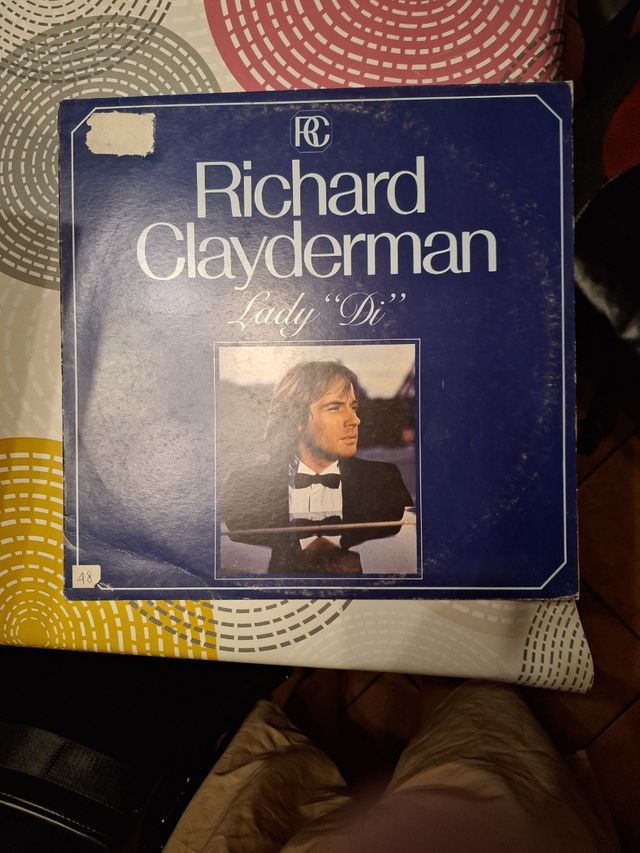 RC
Richard
Clayderman
Lady “Di”
48